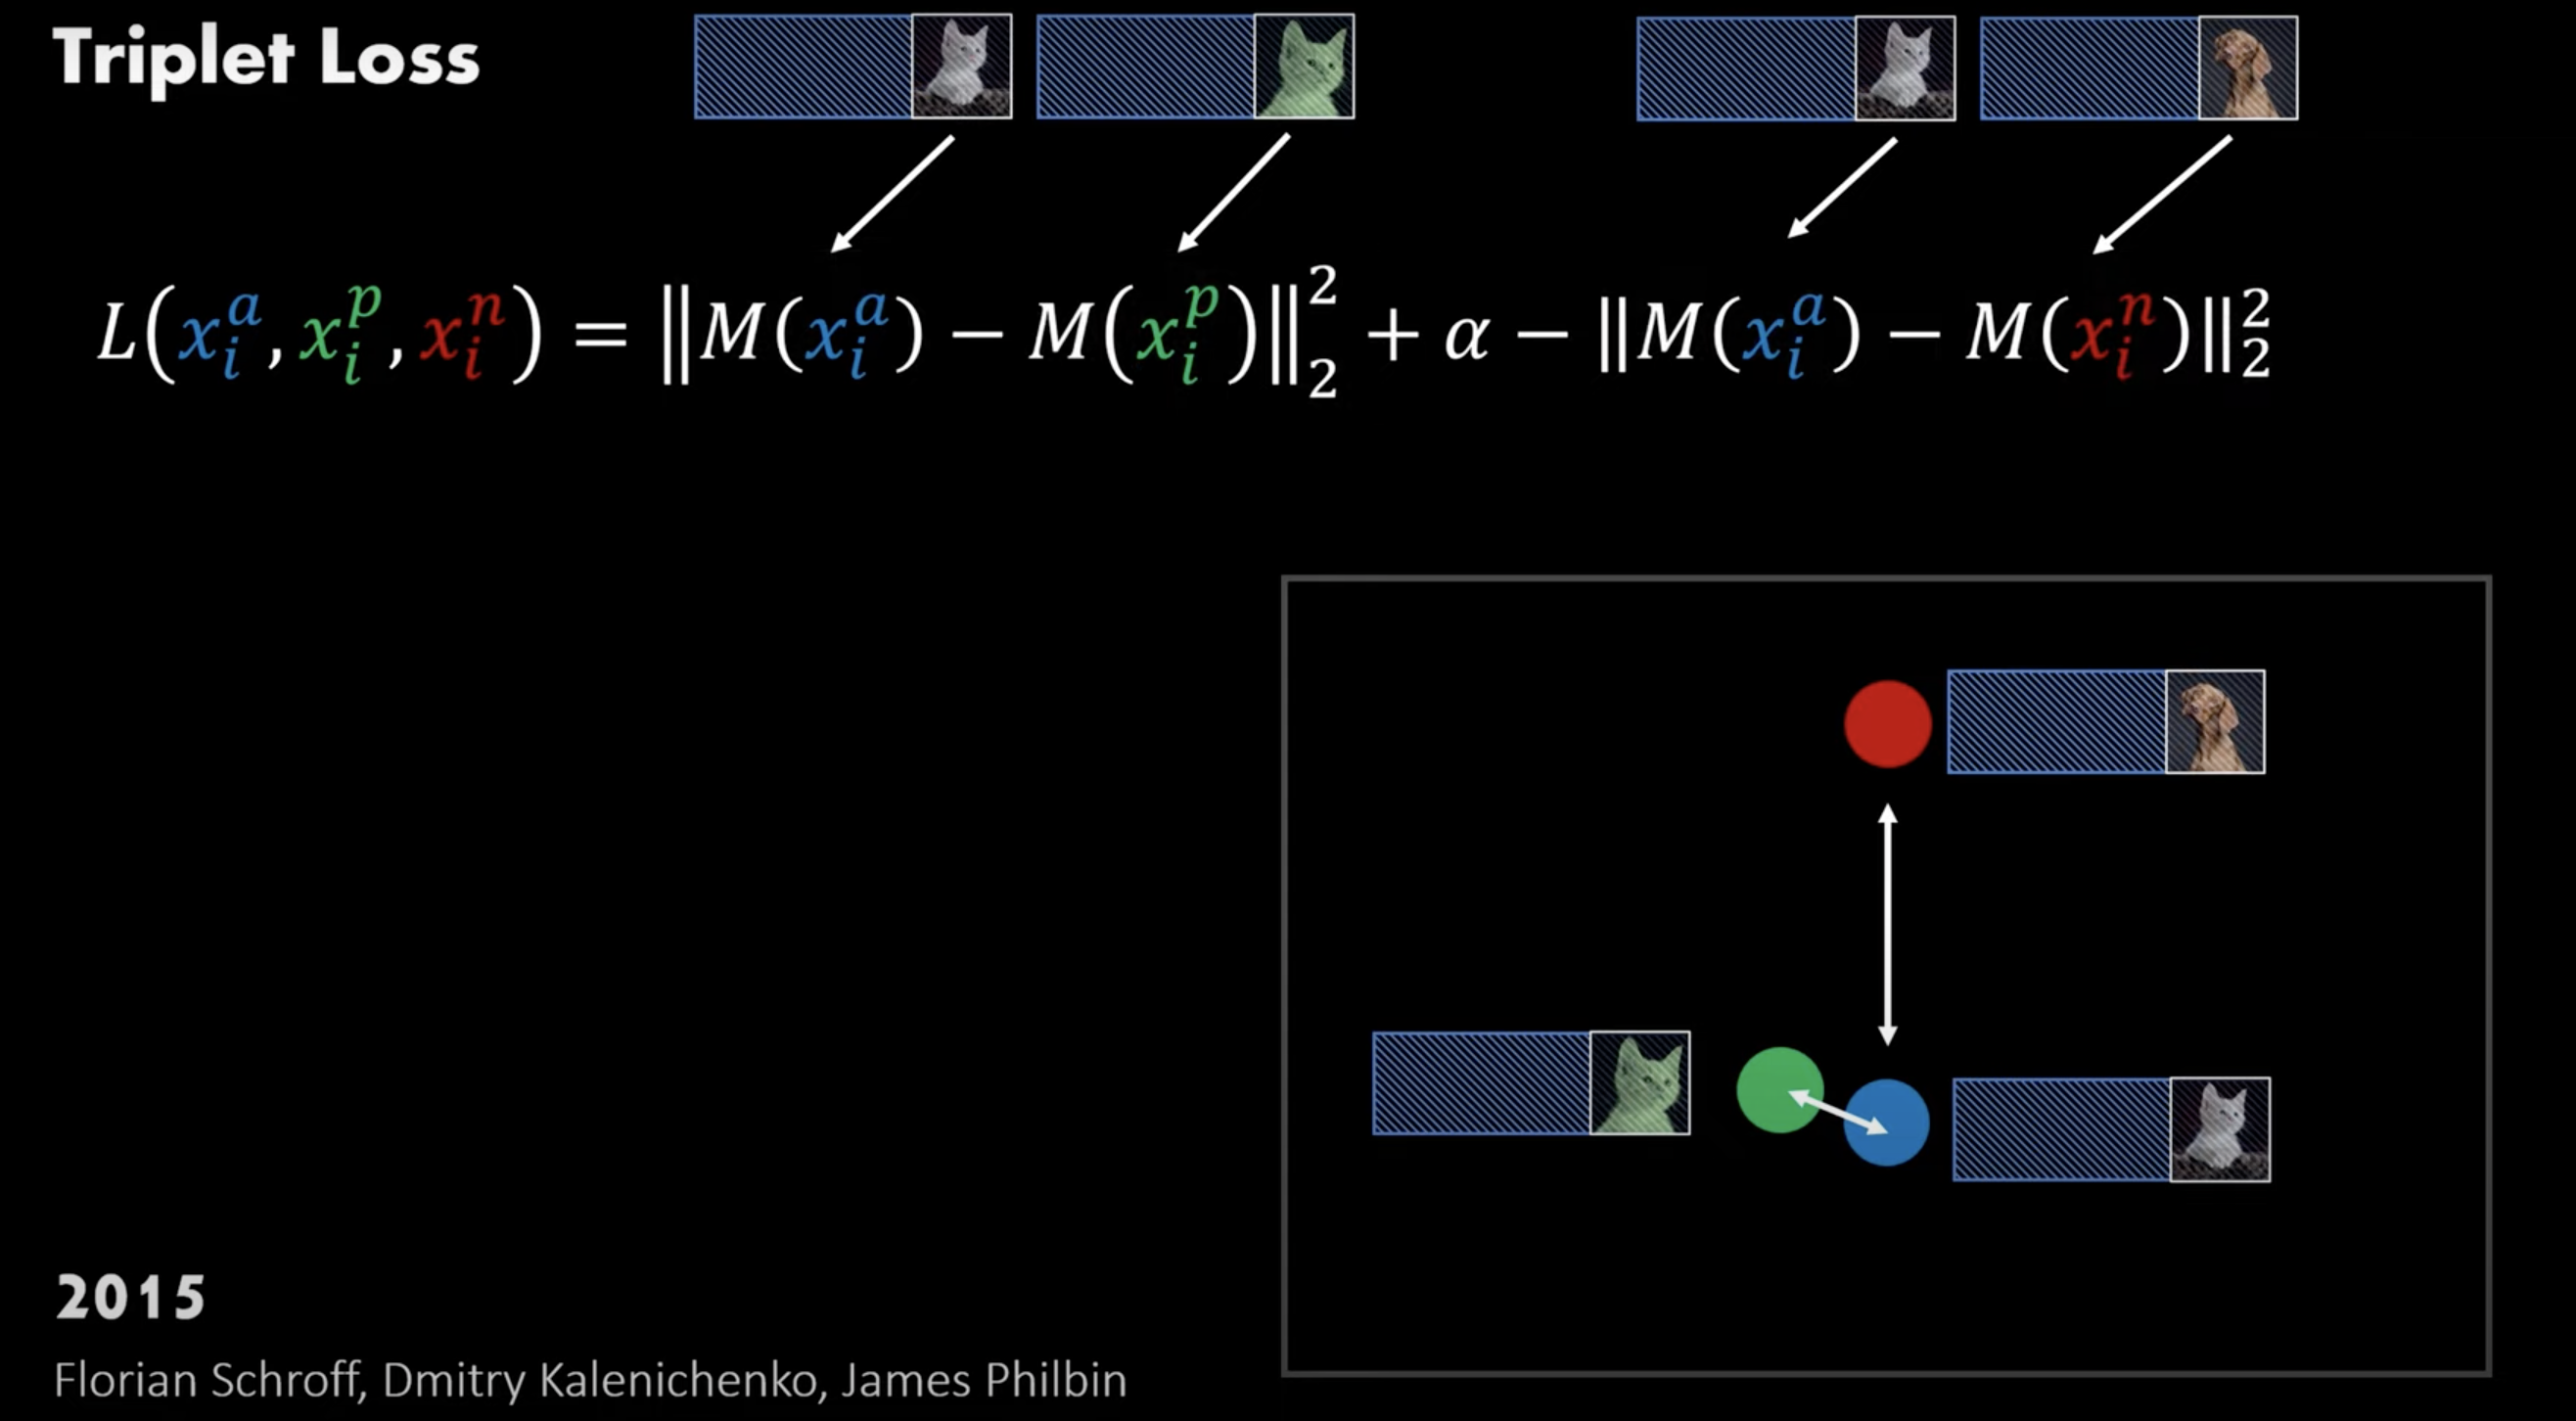 Triplet Loss
L(x_i^a, x_i^p, x_i^n) = ‖M(x_i^a) − M(x_i^p)‖_2^2 + α − ‖M(x_i^a) − M(x_i^n)‖_2^2
2015
Florian Schroff, Dmitry Kalenichenko, James Philbin